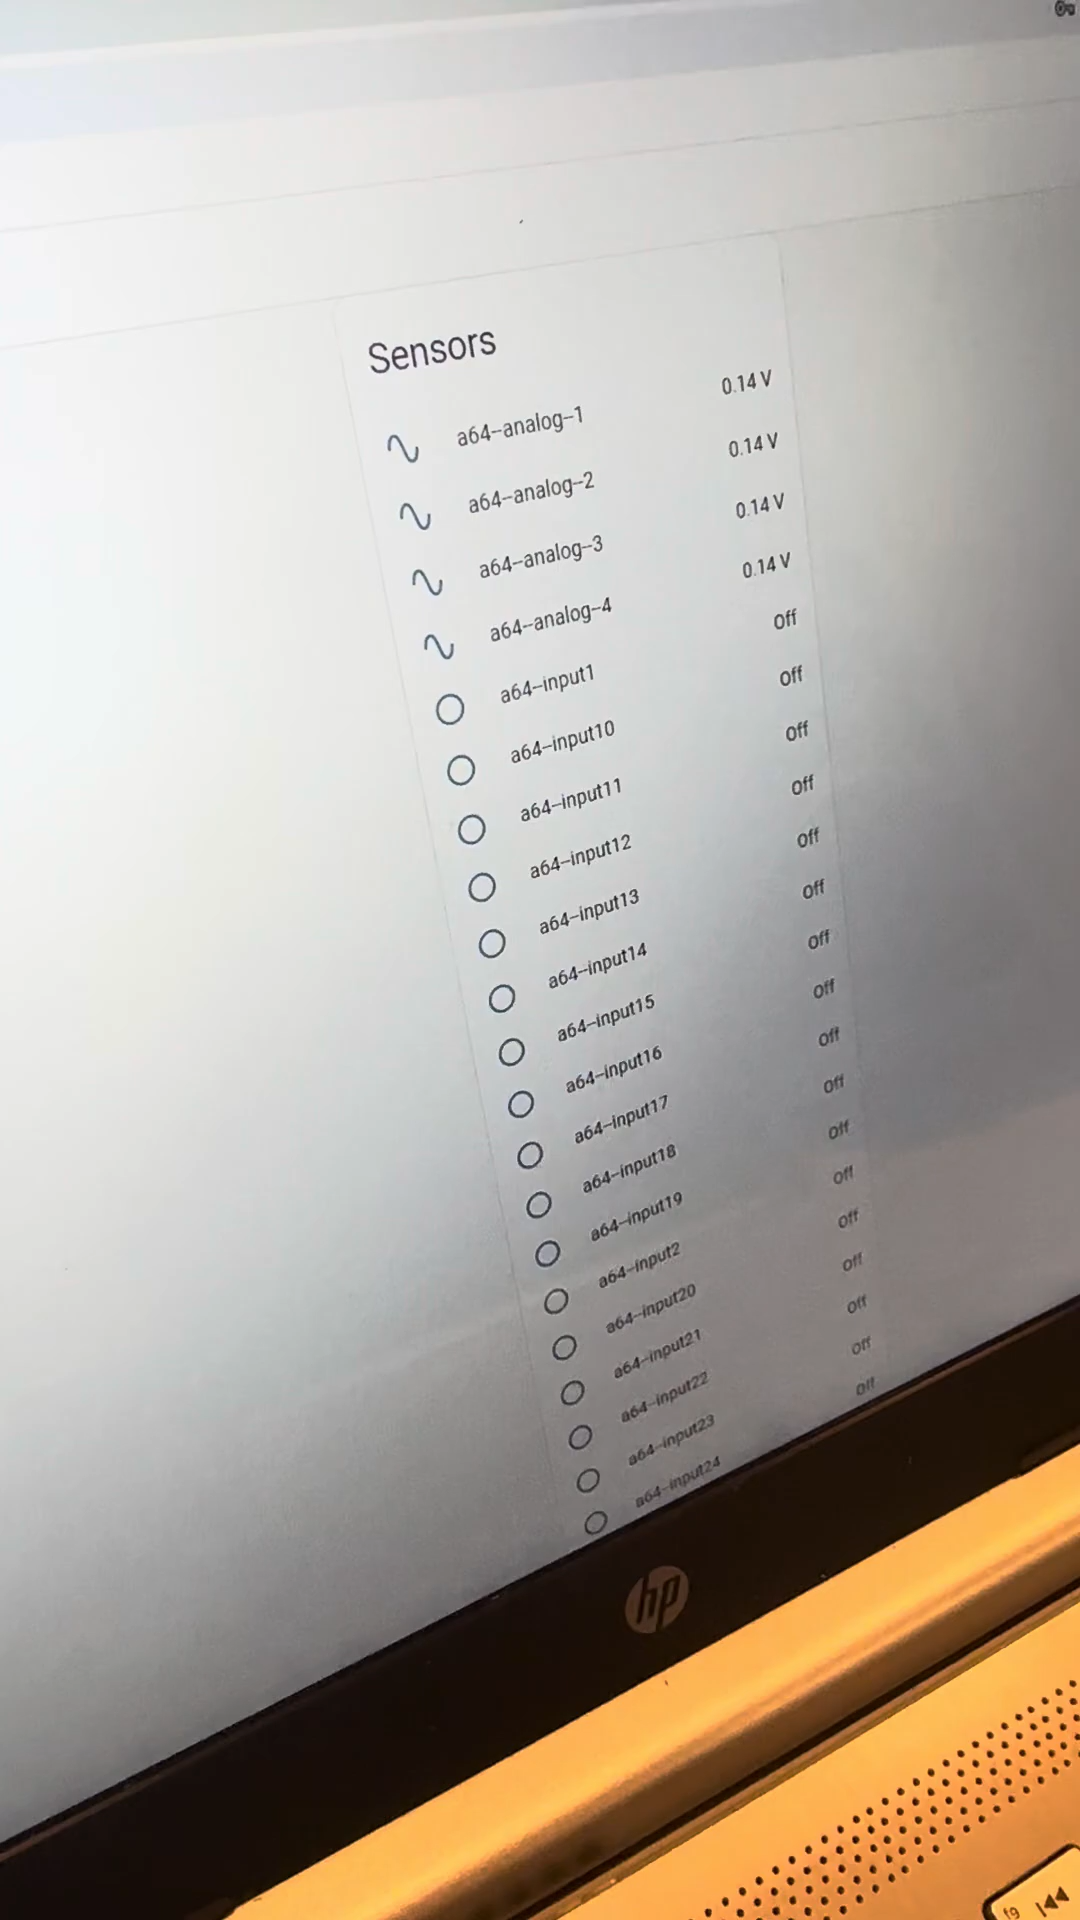 Sensors
a64-analog-1 0.14 V
a64-analog-2 0.14 V
a64-analog-3 0.14 V
a64-analog-4 0.14 V
a64-input1 Off
a64-input10 Off
a64-input11 Off
a64-input12 Off
a64-input13 Off
a64-input14 Off
a64-input15 Off
a64-input16 Off
a64-input17 Off
a64-input18 Off
a64-input19 Off
a64-input2 Off
a64-input20 Off
a64-input21 Off
a64-input22 Off
a64-input23 Off
a64-input24 Off
hp
f9